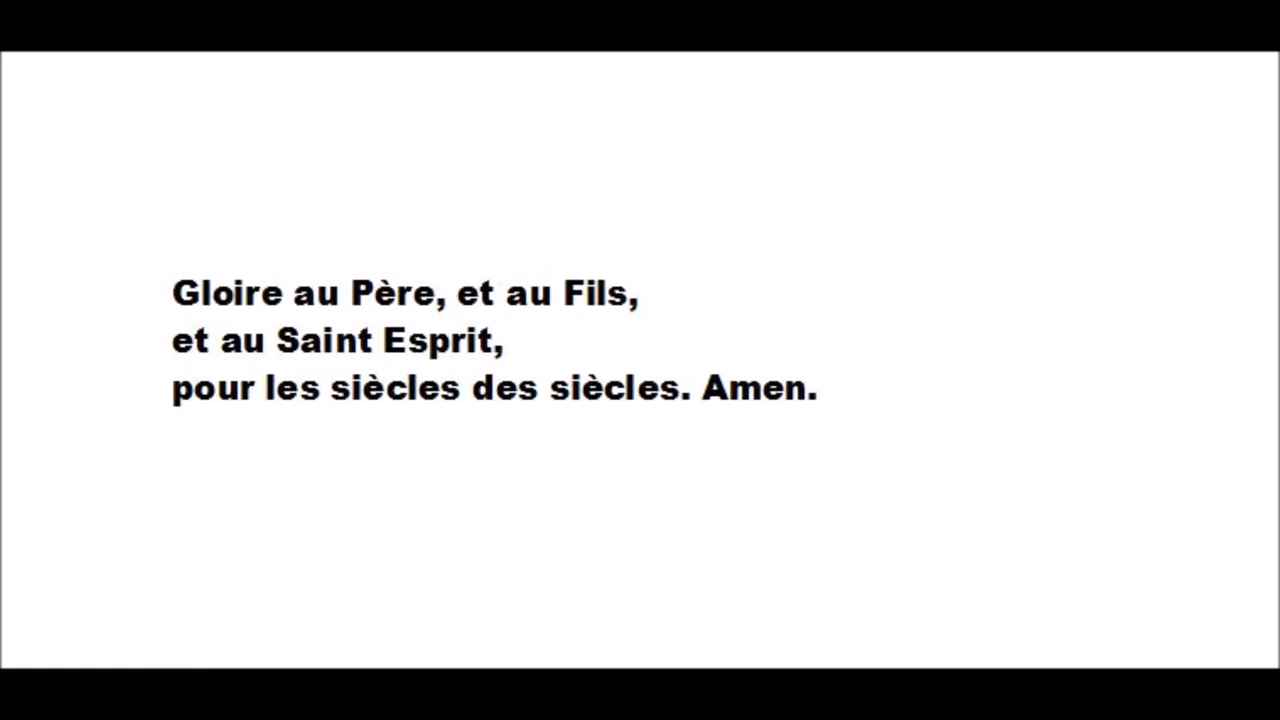 Gloire au Père, et au Fils,
et au Saint Esprit,
pour les siècles des siècles. Amen.